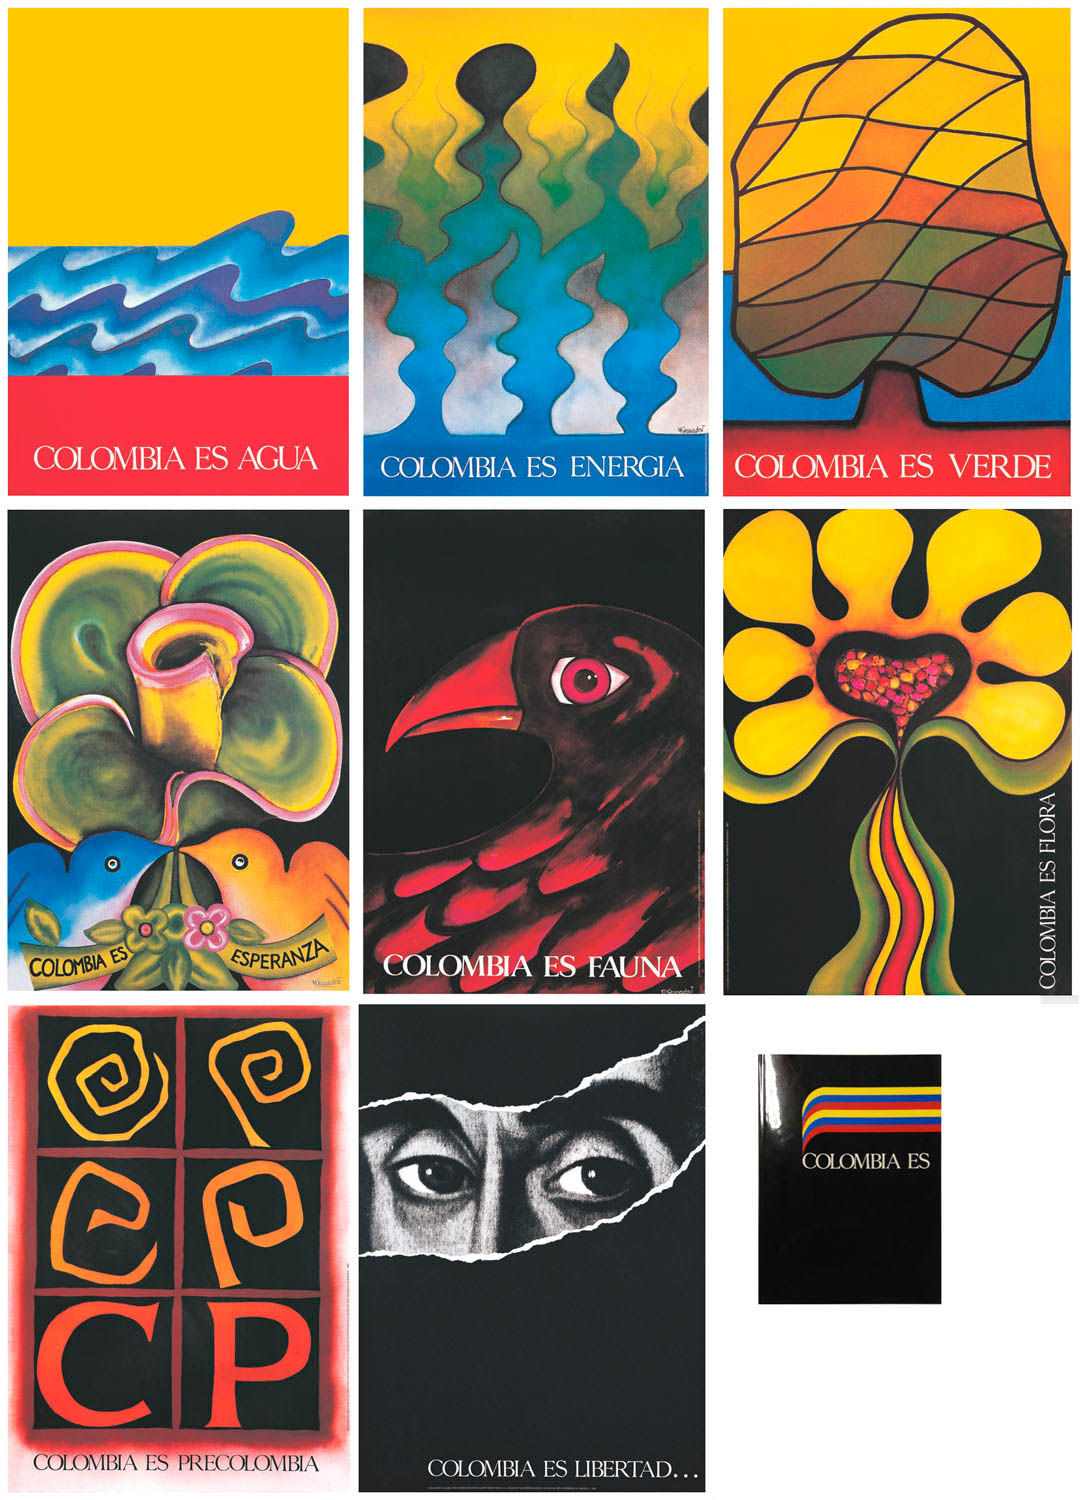 COLOMBIA ES AGUA
COLOMBIA ES ENERGIA
COLOMBIA ES VERDE
COLOMBIA ES
ESPERANZA
COLOMBIA ES FAUNA
COLOMBIA ES FLORA
C P
COLOMBIA ES PRECOLOMBIA
COLOMBIA ES LIBERTAD...
COLOMBIA ES